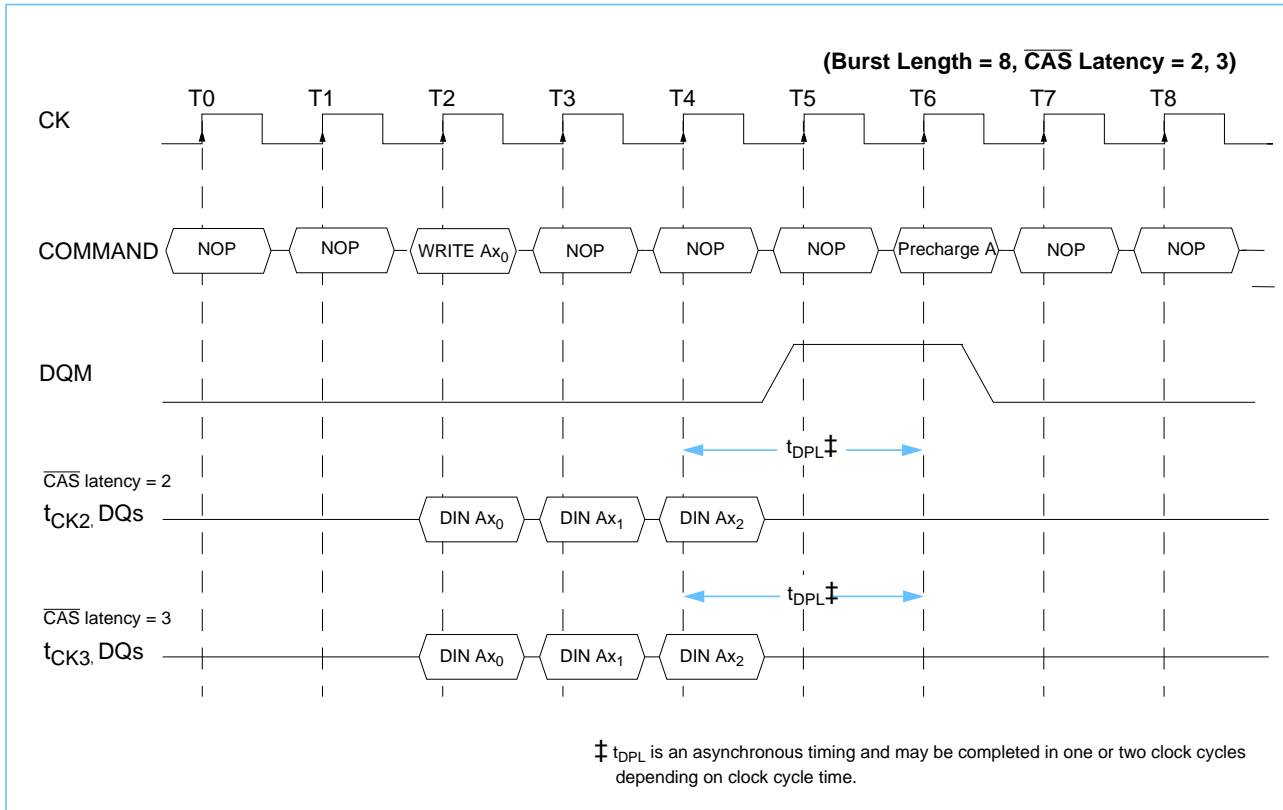 (Burst Length = 8, CAS Latency = 2, 3)
T0 T1 T2 T3 T4 T5 T6 T7 T8
CK
COMMAND NOP NOP WRITE Ax0 NOP NOP NOP Precharge A NOP NOP
DQM
tDPL‡
CAS latency = 2
tCK2, DQs DIN Ax0 DIN Ax1 DIN Ax2
tDPL‡
CAS latency = 3
tCK3, DQs DIN Ax0 DIN Ax1 DIN Ax2
‡ tDPL is an asynchronous timing and may be completed in one or two clock cycles
depending on clock cycle time.